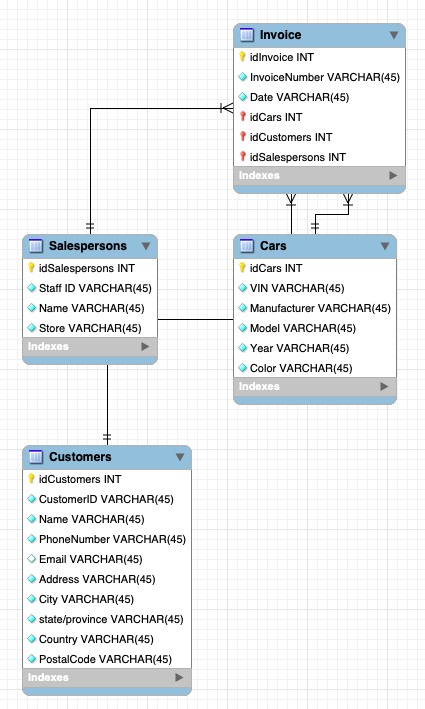 Invoice
idInvoice INT
InvoiceNumber VARCHAR(45)
Date VARCHAR(45)
idCars INT
idCustomers INT
idSalespersons INT
Indexes
Salespersons
idSalespersons INT
Staff ID VARCHAR(45)
Name VARCHAR(45)
Store VARCHAR(45)
Indexes
Cars
idCars INT
VIN VARCHAR(45)
Manufacturer VARCHAR(45)
Model VARCHAR(45)
Year VARCHAR(45)
Color VARCHAR(45)
Indexes
Customers
idCustomers INT
CustomerID VARCHAR(45)
Name VARCHAR(45)
PhoneNumber VARCHAR(45)
Email VARCHAR(45)
Address VARCHAR(45)
City VARCHAR(45)
state/province VARCHAR(45)
Country VARCHAR(45)
PostalCode VARCHAR(45)
Indexes